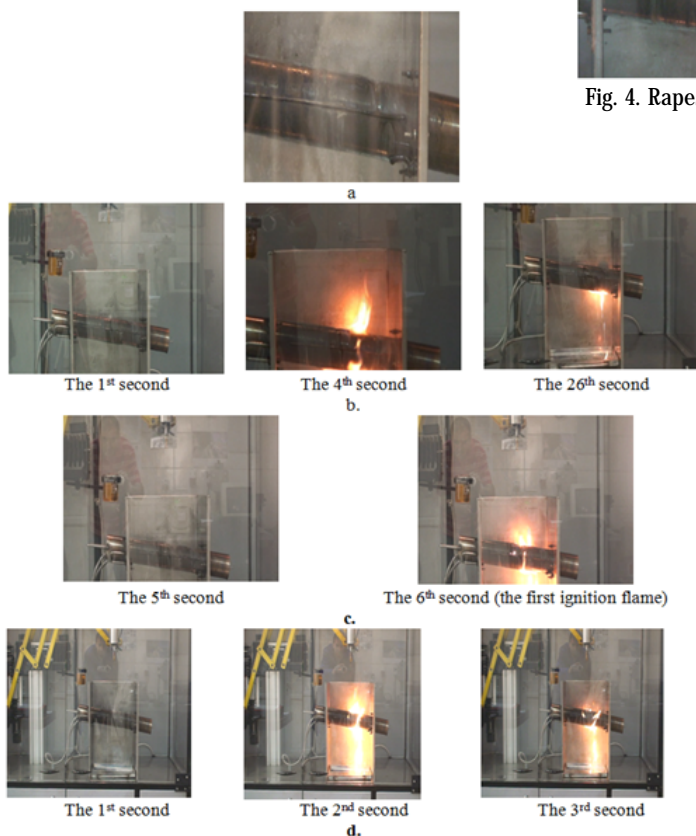 Fig. 4. Rape
a
The 1st second The 4th second The 26th second
b.
The 5th second The 6th second (the first ignition flame)
c.
The 1st second The 2nd second The 3rd second
d.